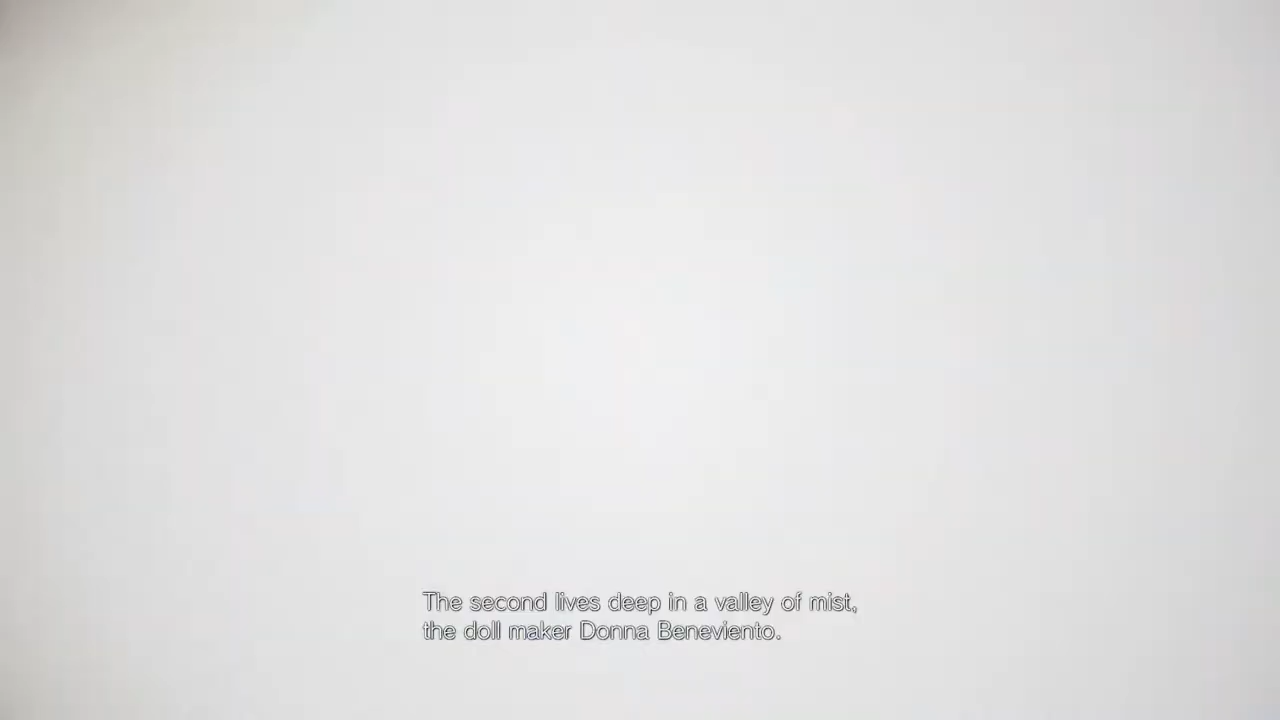 The second lives deep in a valley of mist,
the doll maker Donna Beneviento.